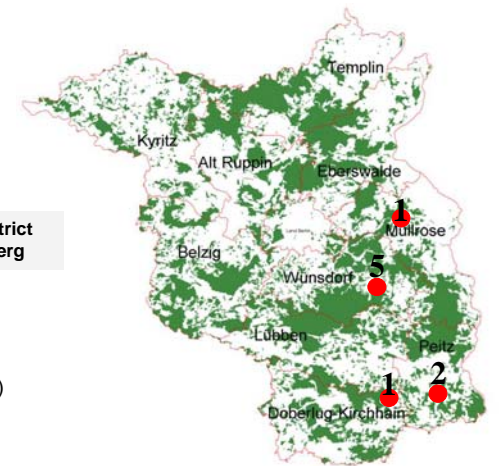 Templin
Kyritz
Alt Ruppin
Eberswalde
trict
erg
1
Müllrose
Belzig
5
Wünsdorf
Lübben
Peitz
)
1
2
Doberlug-Kirchhain